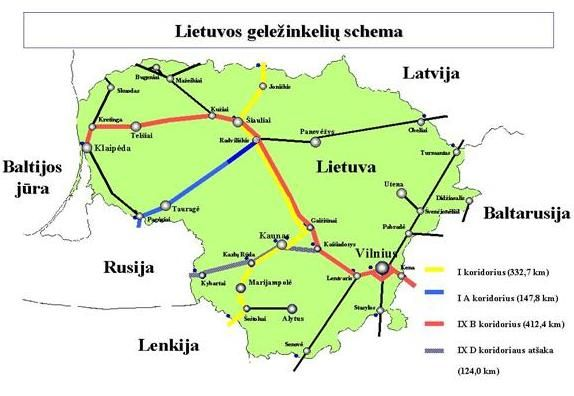 Lietuvos geležinkelių schema
Latvija
Bugeniai
Mažeikiai
Skuodas
Joniškis
Kretinga
Kužiai
Šiauliai
Telšiai
Klaipėda
Radviliškis
Panevėžys
Obeliai
Turmantas
Baltijos
jūra
Lietuva
Utena
Didžiasalis
Švenčionėliai
Baltarusija
Tauragė
Pagėgiai
Gaižiūnai
Pabradė
Kaunas
Kaišiadorys
Vilnius
Kazlų Rūda
Rusija
Kybartai
Lentvaris
Kena
I koridorius (332,7 km)
Marijampolė
I A koridorius (147,8 km)
Šeštokai
Alytus
Stasylos
IX B koridorius (412,4 km)
Lenkija
IX D koridoriaus atšaka
(124,0 km)